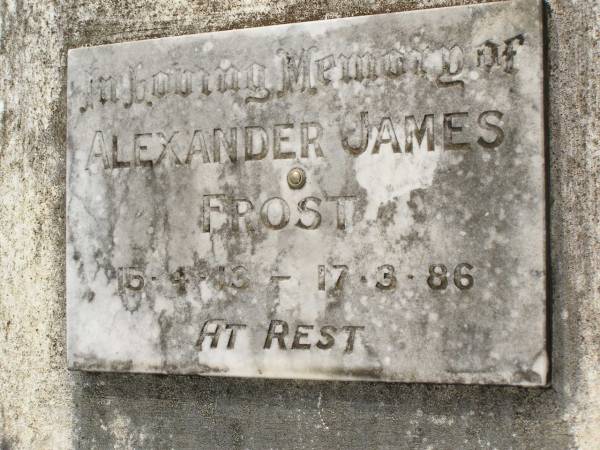 In Loving Memory of
ALEXANDER JAMES
FROST
15·4·13 – 17·3·86
AT REST